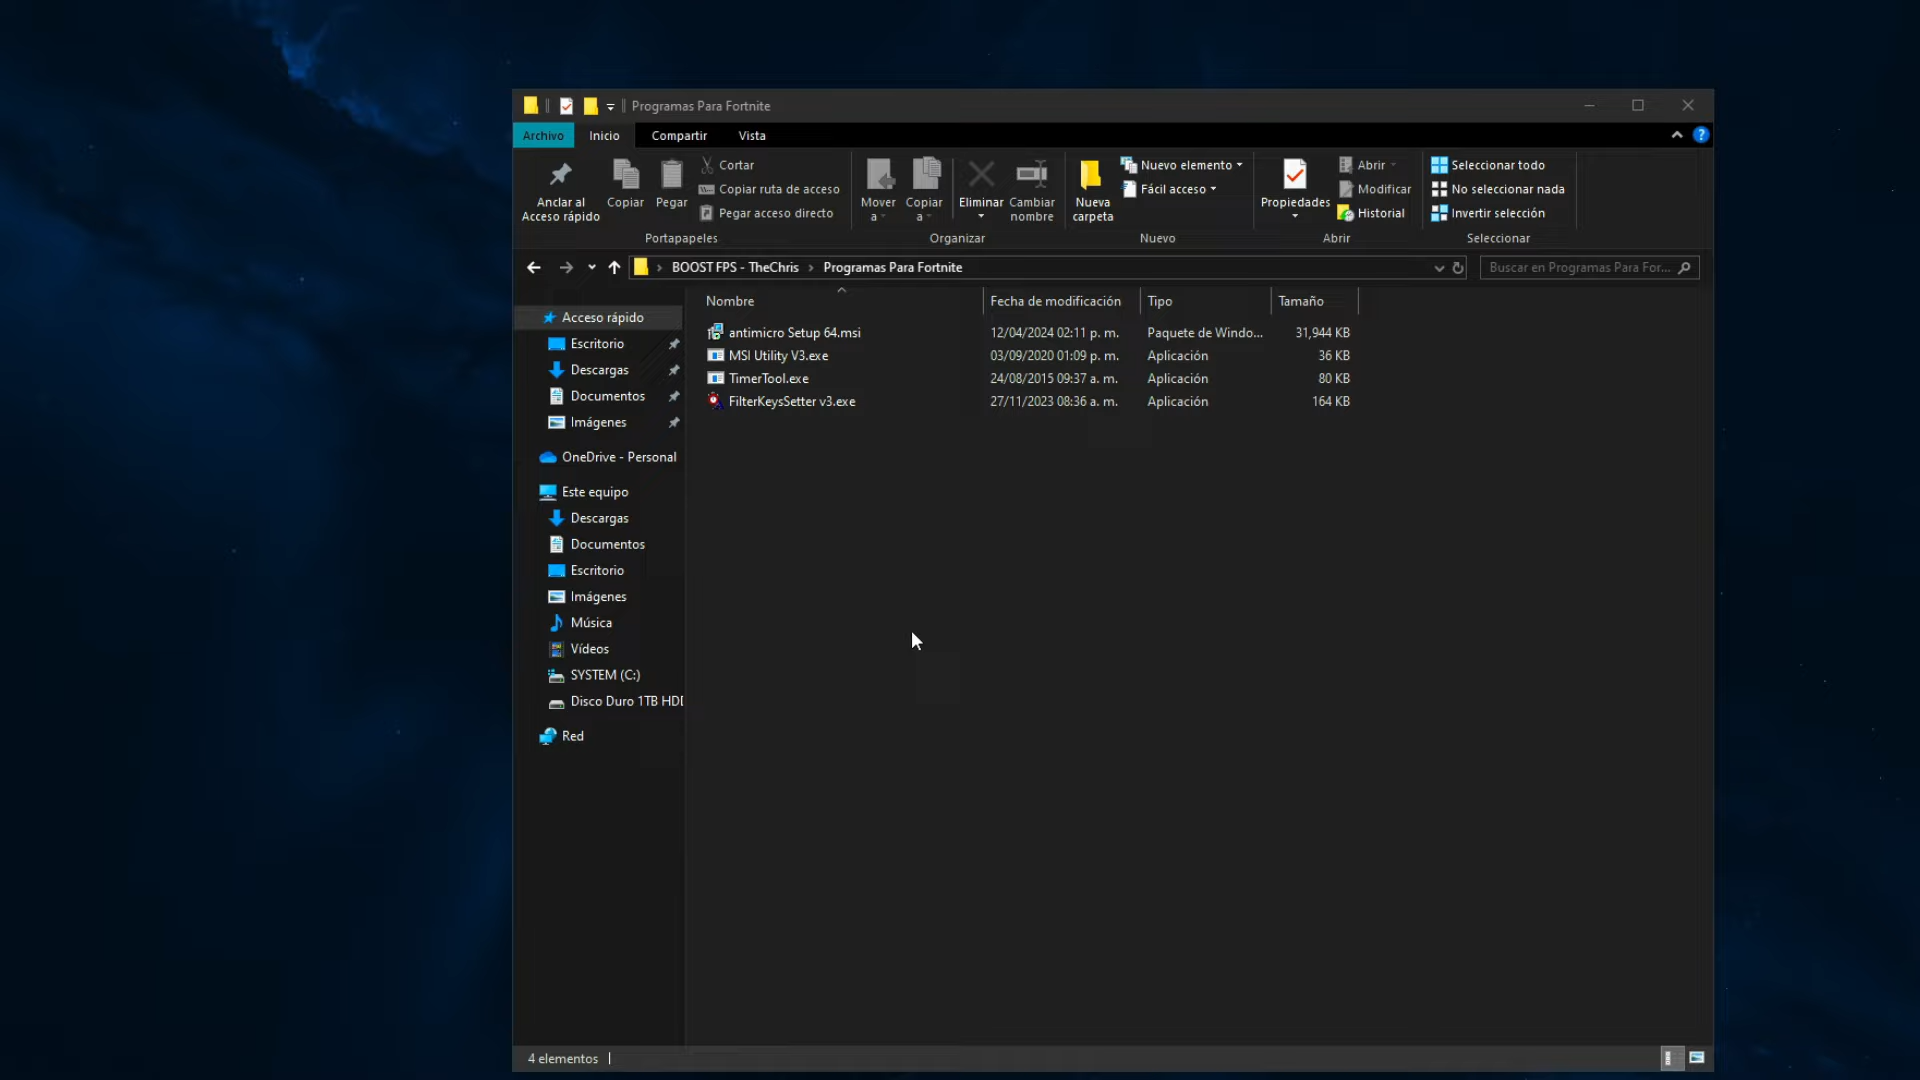 Programas Para Fortnite
Archivo Inicio Compartir Vista
Anclar al Acceso rápido
Copiar
Pegar
Cortar
Copiar ruta de acceso
Pegar acceso directo
Portapapeles
Mover a
Copiar a
Eliminar
Cambiar nombre
Organizar
Nueva carpeta
Nuevo elemento
Fácil acceso
Nuevo
Propiedades
Abrir
Modificar
Historial
Abrir
Seleccionar todo
No seleccionar nada
Invertir selección
Seleccionar
BOOST FPS - TheChris > Programas Para Fortnite
Buscar en Programas Para For...
Acceso rápido
Escritorio
Descargas
Documentos
Imágenes
OneDrive - Personal
Este equipo
Descargas
Documentos
Escritorio
Imágenes
Música
Vídeos
SYSTEM (C:)
Disco Duro 1TB HDD
Red
Nombre Fecha de modificación Tipo Tamaño
antimicro Setup 64.msi 12/04/2024 02:11 p. m. Paquete de Windo... 31,944 KB
MSI Utility V3.exe 03/09/2020 01:09 p. m. Aplicación 36 KB
TimerTool.exe 24/08/2015 09:37 a. m. Aplicación 80 KB
FilterKeysSetter v3.exe 27/11/2023 08:36 a. m. Aplicación 164 KB
4 elementos